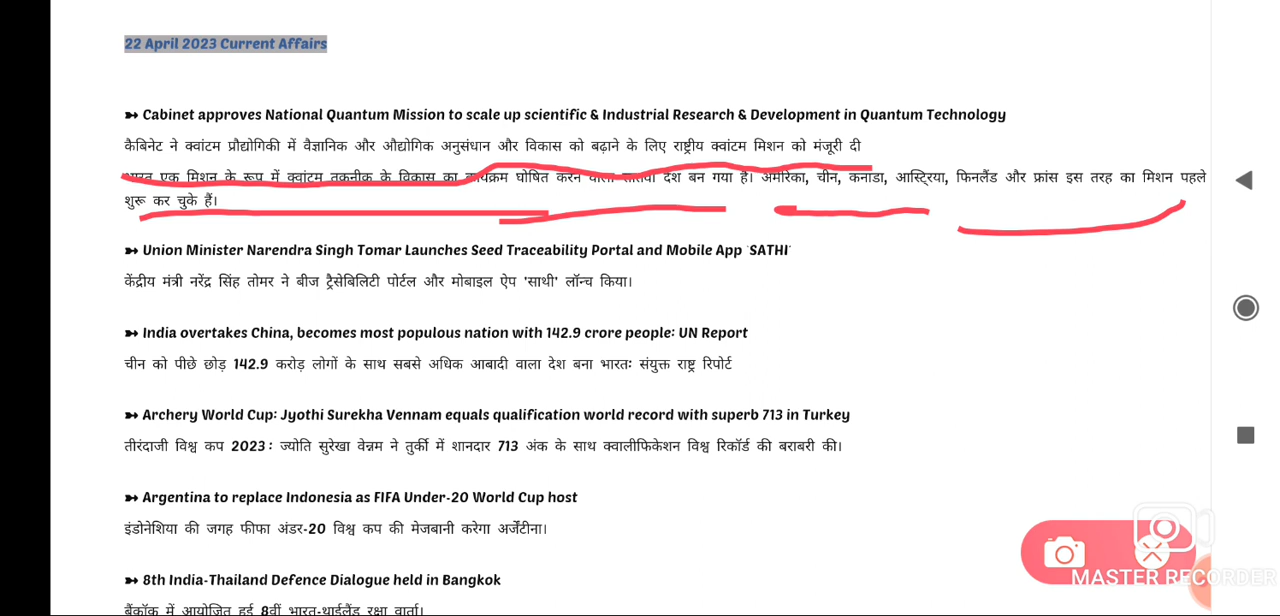 22 April 2023 Current Affairs
➽ Cabinet approves National Quantum Mission to scale up scientific & Industrial Research & Development in Quantum Technology
कैबिनेट ने क्वांटम प्रौद्योगिकी में वैज्ञानिक और औद्योगिक अनुसंधान और विकास को बढ़ाने के लिए राष्ट्रीय क्वांटम मिशन को मंजूरी दी
भारत एक मिशन के रूप में क्वांटम तकनीक के विकास का कार्यक्रम घोषित करने वाला सातवां देश बन गया है। अमेरिका, चीन, कनाडा, आस्ट्रिया, फिनलैंड और फ्रांस इस तरह का मिशन पहले
शुरू कर चुके हैं।
➽ Union Minister Narendra Singh Tomar Launches Seed Traceability Portal and Mobile App 'SATHI'
केंद्रीय मंत्री नरेंद्र सिंह तोमर ने बीज ट्रैसेबिलिटी पोर्टल और मोबाइल ऐप 'साथी' लॉन्च किया।
➽ India overtakes China, becomes most populous nation with 142.9 crore people: UN Report
चीन को पीछे छोड़ 142.9 करोड़ लोगों के साथ सबसे अधिक आबादी वाला देश बना भारतः संयुक्त राष्ट्र रिपोर्ट
➽ Archery World Cup: Jyothi Surekha Vennam equals qualification world record with superb 713 in Turkey
तीरंदाजी विश्व कप 2023: ज्योति सुरेखा वेन्नम ने तुर्की में शानदार 713 अंक के साथ क्वालीफिकेशन विश्व रिकॉर्ड की बराबरी की।
➽ Argentina to replace Indonesia as FIFA Under-20 World Cup host
इंडोनेशिया की जगह फीफा अंडर-20 विश्व कप की मेजबानी करेगा अर्जेंटीना।
➽ 8th India-Thailand Defence Dialogue held in Bangkok
बैंकॉक में आयोजित हुई 8वीं भारत-थाईलैंड रक्षा वार्ता।
MASTER RECORDER